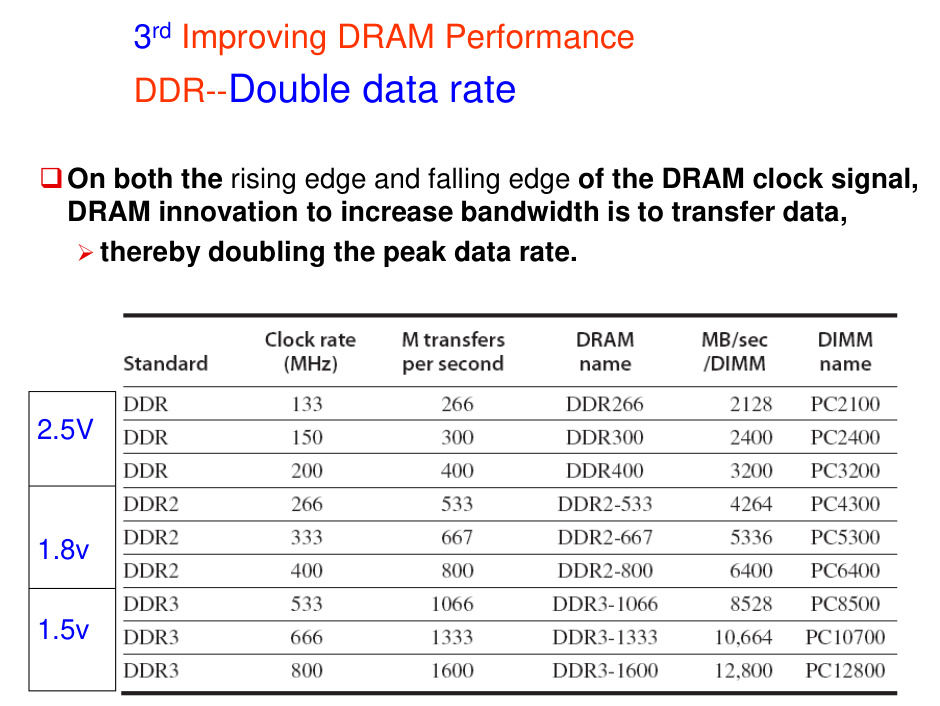 3rd Improving DRAM Performance
DDR--Double data rate
On both the rising edge and falling edge of the DRAM clock signal,
DRAM innovation to increase bandwidth is to transfer data,
thereby doubling the peak data rate.
Standard Clock rate (MHz) M transfers per second DRAM name MB/sec /DIMM DIMM name
2.5V
DDR 133 266 DDR266 2128 PC2100
DDR 150 300 DDR300 2400 PC2400
DDR 200 400 DDR400 3200 PC3200
1.8v
DDR2 266 533 DDR2-533 4264 PC4300
DDR2 333 667 DDR2-667 5336 PC5300
DDR2 400 800 DDR2-800 6400 PC6400
1.5v
DDR3 533 1066 DDR3-1066 8528 PC8500
DDR3 666 1333 DDR3-1333 10,664 PC10700
DDR3 800 1600 DDR3-1600 12,800 PC12800